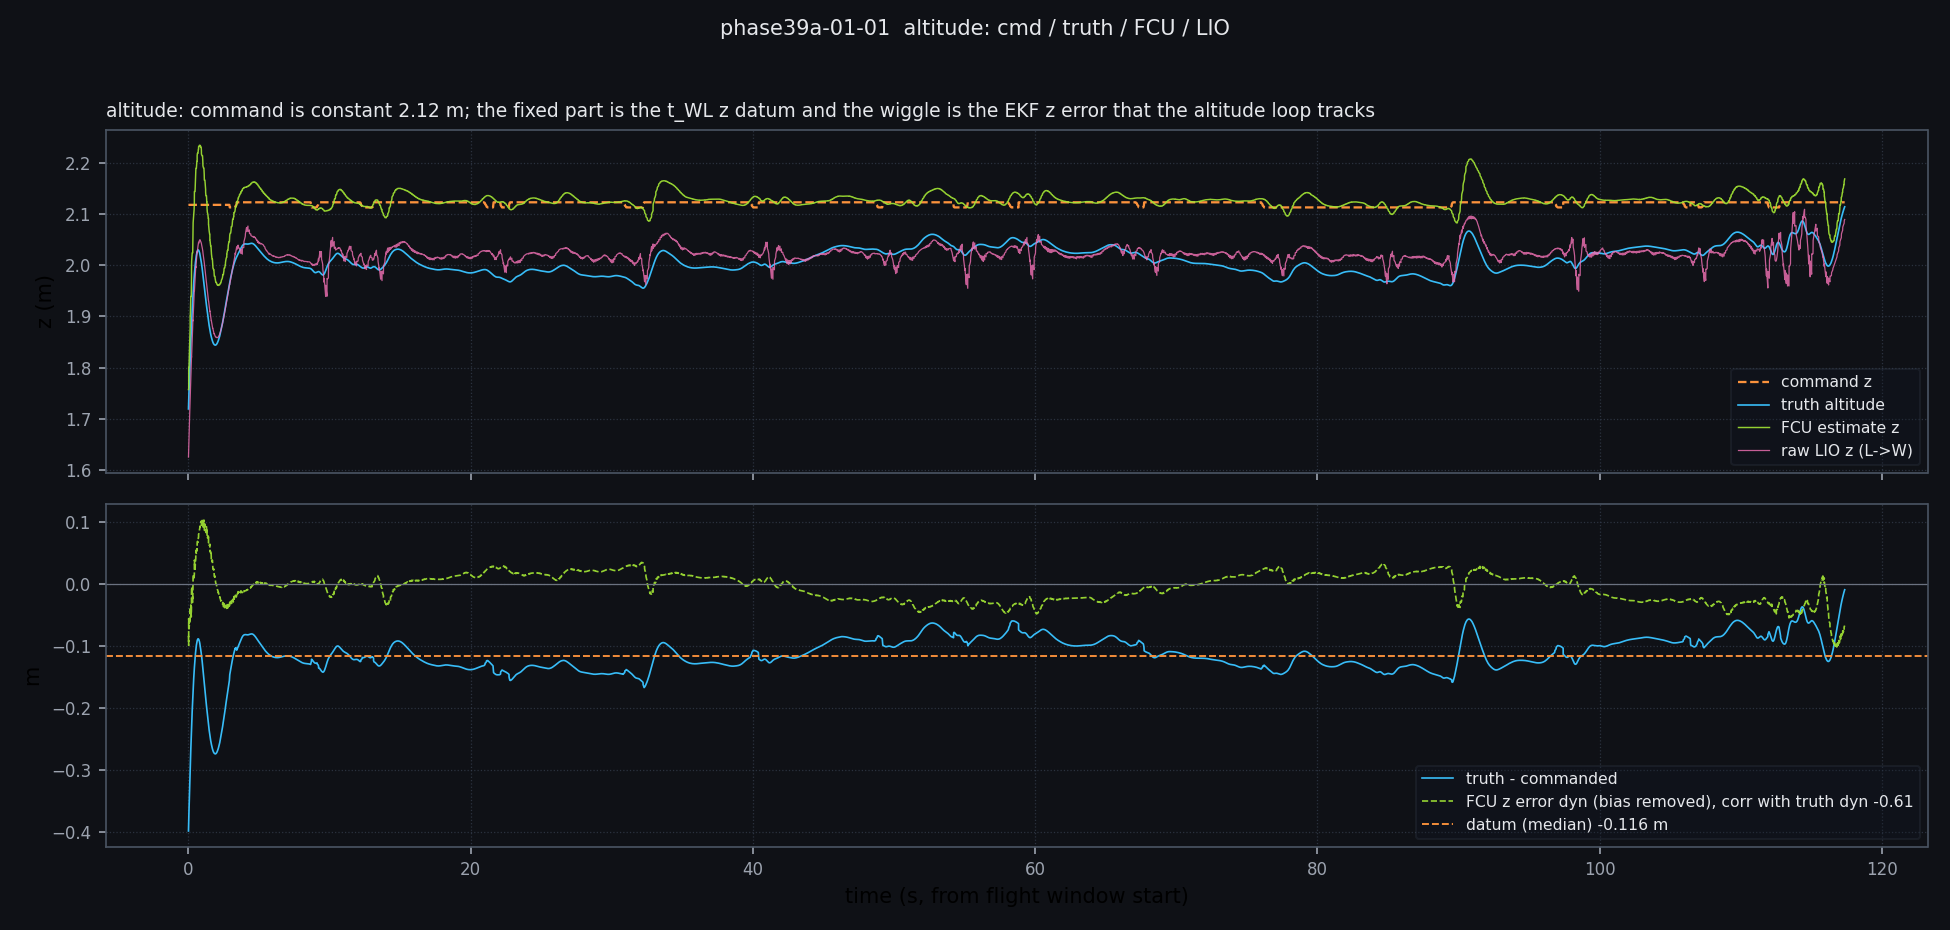 phase39a-01-01  altitude: cmd / truth / FCU / LIO
altitude: command is constant 2.12 m; the fixed part is the t_WL z datum and the wiggle is the EKF z error that the altitude loop tracks
z (m)
2.2
2.1
2.0
1.9
1.8
1.7
1.6
command z
truth altitude
FCU estimate z
raw LIO z (L->W)
m
0.1
0.0
−0.1
−0.2
−0.3
−0.4
truth - commanded
FCU z error dyn (bias removed), corr with truth dyn -0.61
datum (median) -0.116 m
0
20
40
60
80
100
120
time (s, from flight window start)